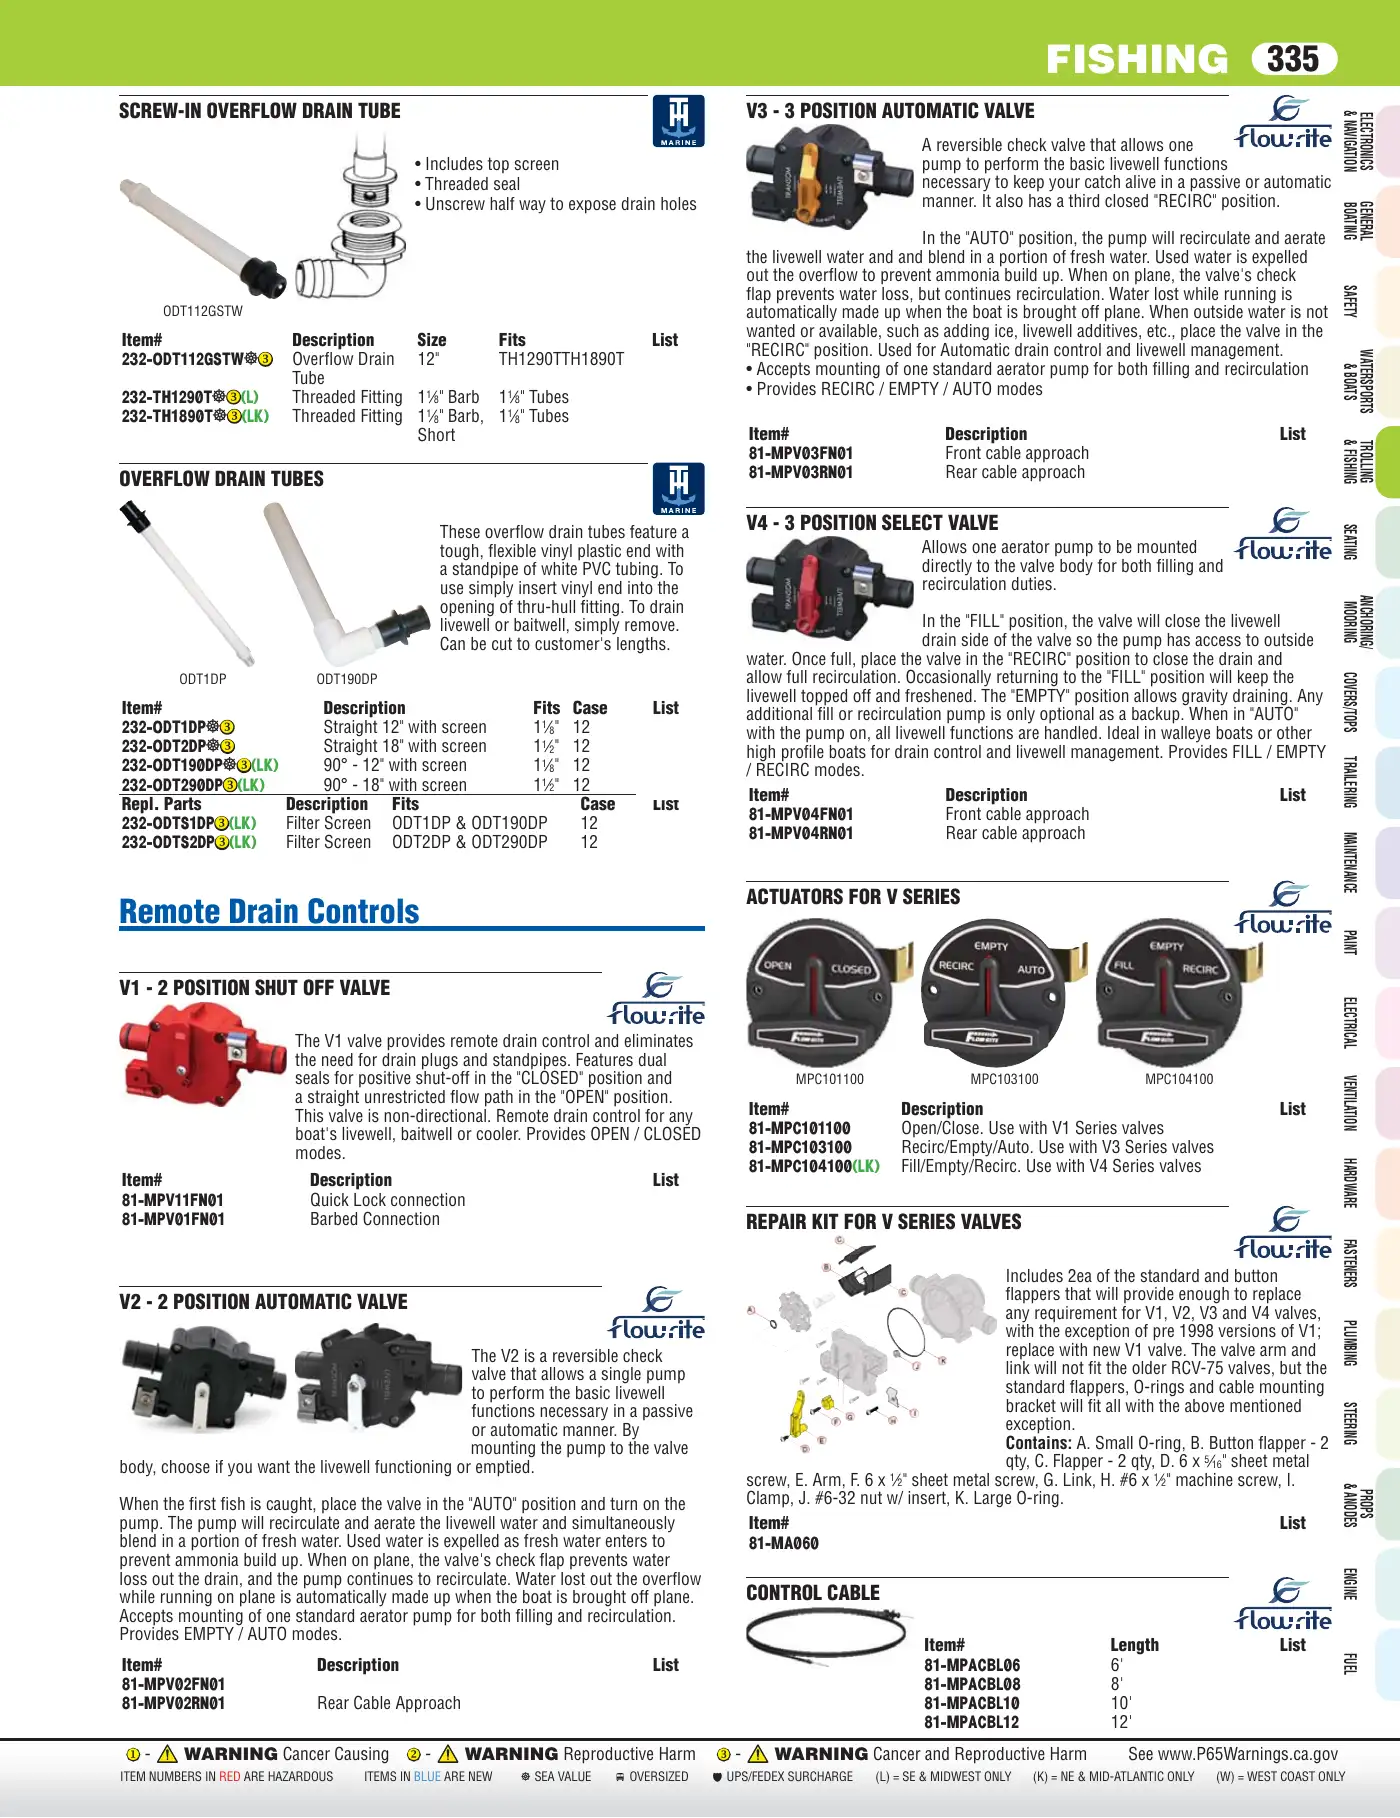 FISHING 335
SCREW-IN OVERFLOW DRAIN TUBE
TH
MARINE
• Includes top screen
• Threaded seal
• Unscrew half way to expose drain holes
ODT112GSTW
Item# Description Size Fits List
232-ODT112GSTW☸③ Overflow Drain 12" TH1290TTH1890T
Tube
232-TH1290T☸③(L) Threaded Fitting 1⅛" Barb 1⅛" Tubes
232-TH1890T☸③(LK) Threaded Fitting 1⅛" Barb, 1⅛" Tubes
Short
OVERFLOW DRAIN TUBES
TH
MARINE
These overflow drain tubes feature a
tough, flexible vinyl plastic end with
a standpipe of white PVC tubing. To
use simply insert vinyl end into the
opening of thru-hull fitting. To drain
livewell or baitwell, simply remove.
Can be cut to customer's lengths.
ODT1DP ODT190DP
Item# Description Fits Case List
232-ODT1DP☸③ Straight 12" with screen 1⅛" 12
232-ODT2DP☸③ Straight 18" with screen 1½" 12
232-ODT190DP☸③(LK) 90° - 12" with screen 1⅛" 12
232-ODT290DP③(LK) 90° - 18" with screen 1½" 12
Repl. Parts Description Fits Case List
232-ODTS1DP③(LK) Filter Screen ODT1DP & ODT190DP 12
232-ODTS2DP③(LK) Filter Screen ODT2DP & ODT290DP 12
Remote Drain Controls
V1 - 2 POSITION SHUT OFF VALVE
flow-rite
The V1 valve provides remote drain control and eliminates
the need for drain plugs and standpipes. Features dual
seals for positive shut-off in the "CLOSED" position and
a straight unrestricted flow path in the "OPEN" position.
This valve is non-directional. Remote drain control for any
boat's livewell, baitwell or cooler. Provides OPEN / CLOSED
modes.
Item# Description List
81-MPV11FN01 Quick Lock connection
81-MPV01FN01 Barbed Connection
V2 - 2 POSITION AUTOMATIC VALVE
flow-rite
The V2 is a reversible check
valve that allows a single pump
to perform the basic livewell
functions necessary in a passive
or automatic manner. By
mounting the pump to the valve
body, choose if you want the livewell functioning or emptied.
When the first fish is caught, place the valve in the "AUTO" position and turn on the
pump. The pump will recirculate and aerate the livewell water and simultaneously
blend in a portion of fresh water. Used water is expelled as fresh water enters to
prevent ammonia build up. When on plane, the valve's check flap prevents water
loss out the drain, and the pump continues to recirculate. Water lost out the overflow
while running on plane is automatically made up when the boat is brought off plane.
Accepts mounting of one standard aerator pump for both filling and recirculation.
Provides EMPTY / AUTO modes.
Item# Description List
81-MPV02FN01
81-MPV02RN01 Rear Cable Approach
V3 - 3 POSITION AUTOMATIC VALVE
flow-rite
TRANSOM
A reversible check valve that allows one
pump to perform the basic livewell functions
necessary to keep your catch alive in a passive or automatic
manner. It also has a third closed "RECIRC" position.
In the "AUTO" position, the pump will recirculate and aerate
the livewell water and and blend in a portion of fresh water. Used water is expelled
out the overflow to prevent ammonia build up. When on plane, the valve's check
flap prevents water loss, but continues recirculation. Water lost while running is
automatically made up when the boat is brought off plane. When outside water is not
wanted or available, such as adding ice, livewell additives, etc., place the valve in the
"RECIRC" position. Used for Automatic drain control and livewell management.
• Accepts mounting of one standard aerator pump for both filling and recirculation
• Provides RECIRC / EMPTY / AUTO modes
Item# Description List
81-MPV03FN01 Front cable approach
81-MPV03RN01 Rear cable approach
V4 - 3 POSITION SELECT VALVE
flow-rite
TRANSOM
Allows one aerator pump to be mounted
directly to the valve body for both filling and
recirculation duties.
In the "FILL" position, the valve will close the livewell
drain side of the valve so the pump has access to outside
water. Once full, place the valve in the "RECIRC" position to close the drain and
allow full recirculation. Occasionally returning to the "FILL" position will keep the
livewell topped off and freshened. The "EMPTY" position allows gravity draining. Any
additional fill or recirculation pump is only optional as a backup. When in "AUTO"
with the pump on, all livewell functions are handled. Ideal in walleye boats or other
high profile boats for drain control and livewell management. Provides FILL / EMPTY
/ RECIRC modes.
Item# Description List
81-MPV04FN01 Front cable approach
81-MPV04RN01 Rear cable approach
ACTUATORS FOR V SERIES
flow-rite
OPEN CLOSED
FLOW-RITE
RECIRC EMPTY AUTO
FLOW-RITE
FILL EMPTY RECIRC
FLOW-RITE
MPC101100 MPC103100 MPC104100
Item# Description List
81-MPC101100 Open/Close. Use with V1 Series valves
81-MPC103100 Recirc/Empty/Auto. Use with V3 Series valves
81-MPC104100(LK) Fill/Empty/Recirc. Use with V4 Series valves
REPAIR KIT FOR V SERIES VALVES
flow-rite
C
B
C
A
J
K
I
F
G
H
E
D
Includes 2ea of the standard and button
flappers that will provide enough to replace
any requirement for V1, V2, V3 and V4 valves,
with the exception of pre 1998 versions of V1;
replace with new V1 valve. The valve arm and
link will not fit the older RCV-75 valves, but the
standard flappers, O-rings and cable mounting
bracket will fit all with the above mentioned
exception.
Contains: A. Small O-ring, B. Button flapper - 2
qty, C. Flapper - 2 qty, D. 6 x 5⁄16" sheet metal
screw, E. Arm, F. 6 x ½" sheet metal screw, G. Link, H. #6 x ½" machine screw, I.
Clamp, J. #6-32 nut w/ insert, K. Large O-ring.
Item# List
81-MA060
CONTROL CABLE
flow-rite
Item# Length List
81-MPACBL06 6'
81-MPACBL08 8'
81-MPACBL10 10'
81-MPACBL12 12'
ELECTRONICS
& NAVIGATION
GENERAL
BOATING
SAFETY
WATERSPORTS
& BOATS
TROLLING
& FISHING
SEATING
ANCHORING/
MOORING
COVERS/TOPS
TRAILERING
MAINTENANCE
PAINT
ELECTRICAL
VENTILATION
HARDWARE
FASTENERS
PLUMBING
STEERING
PROPS
& ANODES
ENGINE
FUEL
① - ⚠ WARNING Cancer Causing ② - ⚠ WARNING Reproductive Harm ③ - ⚠ WARNING Cancer and Reproductive Harm See www.P65Warnings.ca.gov
ITEM NUMBERS IN RED ARE HAZARDOUS ITEMS IN BLUE ARE NEW ☸ SEA VALUE OVERSIZED UPS/FEDEX SURCHARGE (L) = SE & MIDWEST ONLY (K) = NE & MID-ATLANTIC ONLY (W) = WEST COAST ONLY